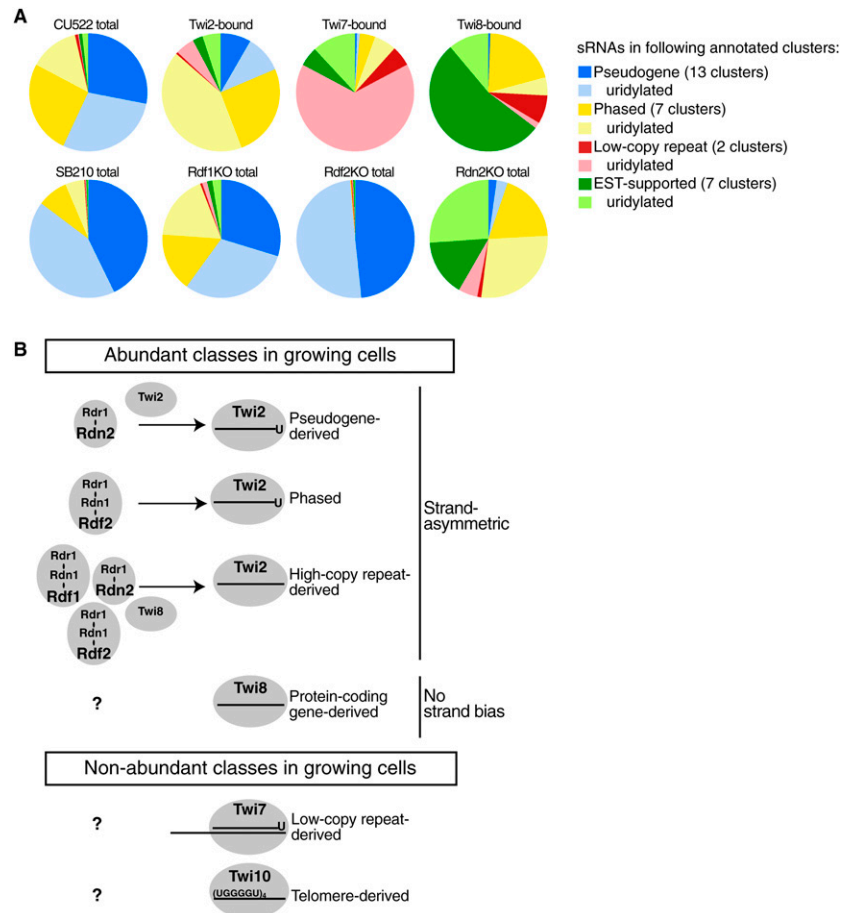 A
CU522 total
Twi2-bound
Twi7-bound
Twi8-bound
sRNAs in following annotated clusters:
Pseudogene (13 clusters)
uridylated
Phased (7 clusters)
uridylated
Low-copy repeat (2 clusters)
uridylated
EST-supported (7 clusters)
uridylated
SB210 total
Rdf1KO total
Rdf2KO total
Rdn2KO total
B
Abundant classes in growing cells
Rdr1
Rdn2
Twi2
Twi2
U
Pseudogene-
derived
Rdr1
Rdn1
Rdf2
Twi2
U
Phased
Strand-
asymmetric
Rdr1
Rdn1
Rdf1
Rdr1
Rdn2
Twi8
Rdr1
Rdn1
Rdf2
Twi2
High-copy repeat-
derived
?
Twi8
Protein-coding
gene-derived
No
strand bias
Non-abundant classes in growing cells
?
Twi7
U
Low-copy repeat-
derived
?
Twi10
(UGGGGU)4
Telomere-derived